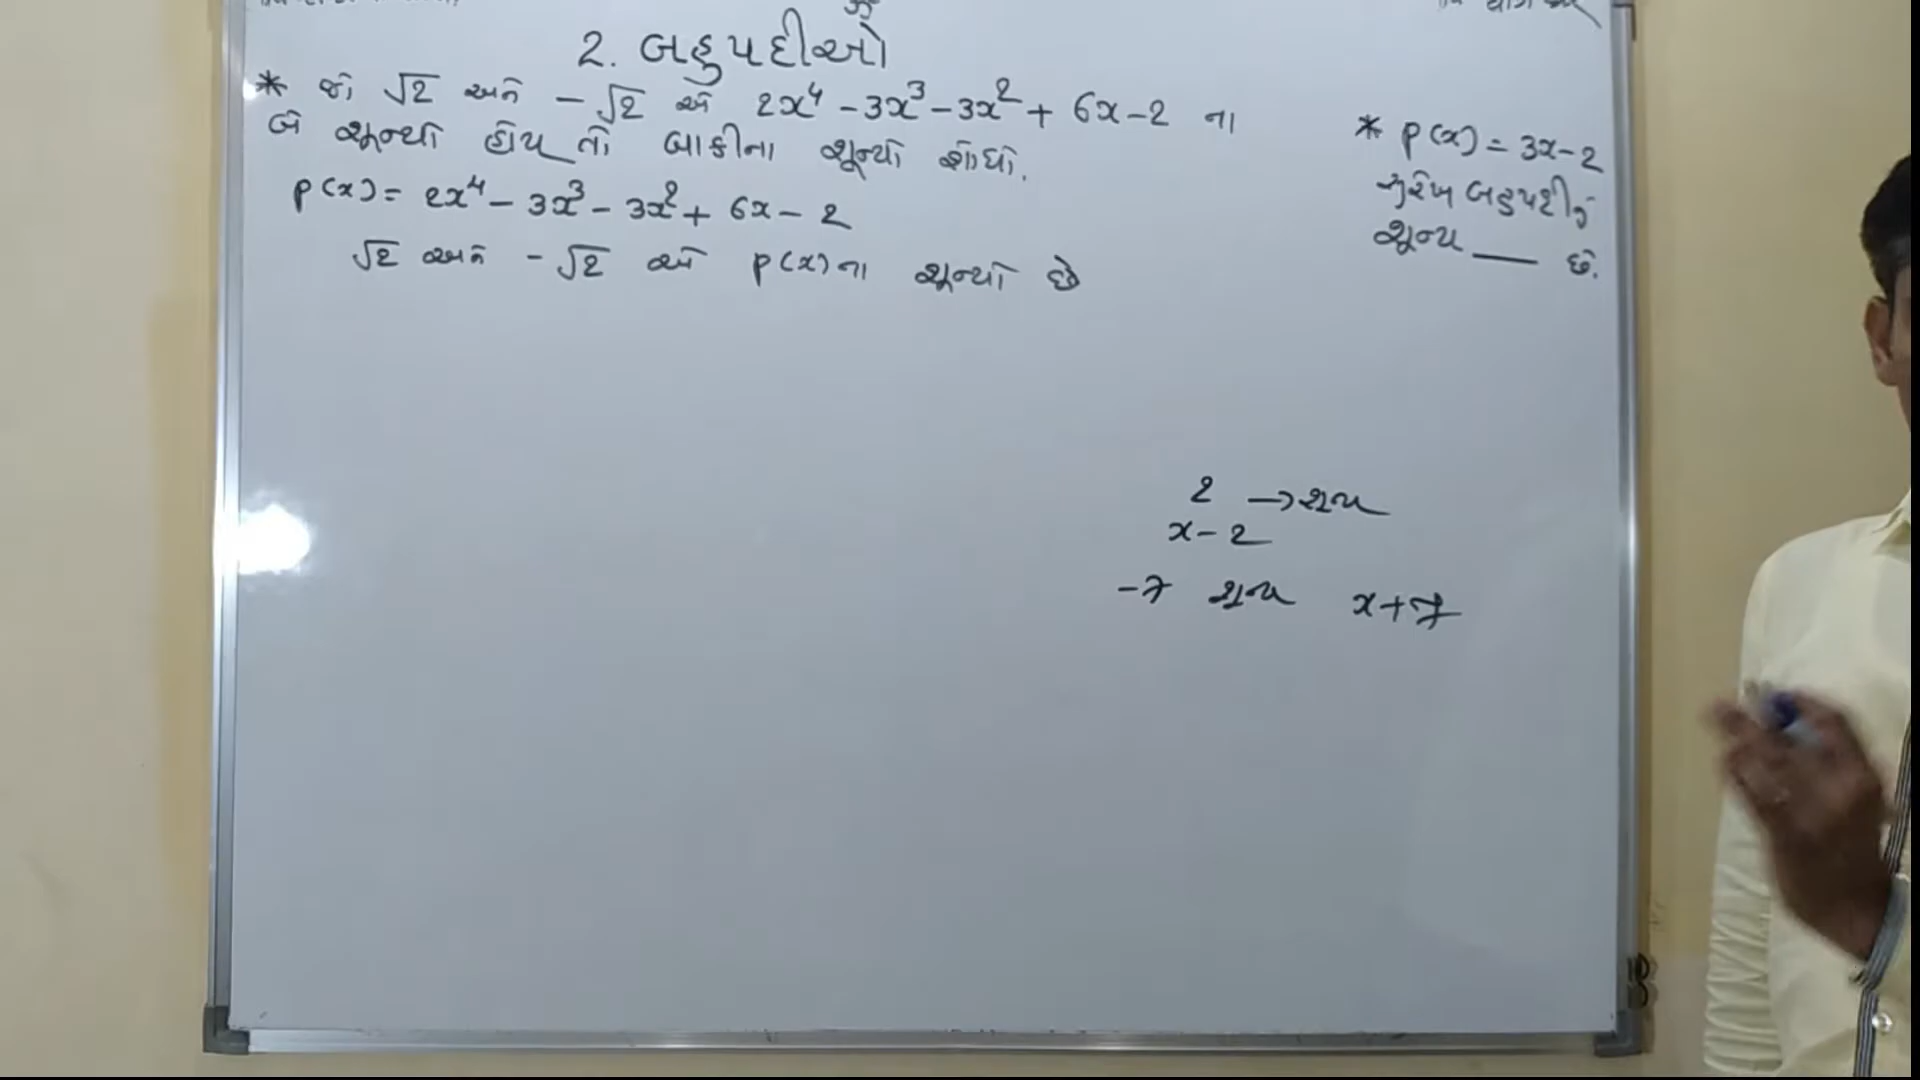 ૐ
2. બહુપદીઓ
* જો √2 અને -√2 એ 2x⁴ - 3x³ - 3x² + 6x - 2 ના
બે શૂન્યો હોય તો બાકીના શૂન્યો શોધો.
p(x) = 2x⁴ - 3x³ - 3x² + 6x - 2
√2 અને -√2 એ p(x) ના શૂન્યો છે
* p(x) = 3x - 2
સુરેખ બહુપદીનું
શૂન્ય ___ છે.
2 → શૂન્ય
x - 2
-7 શૂન્ય x + 7